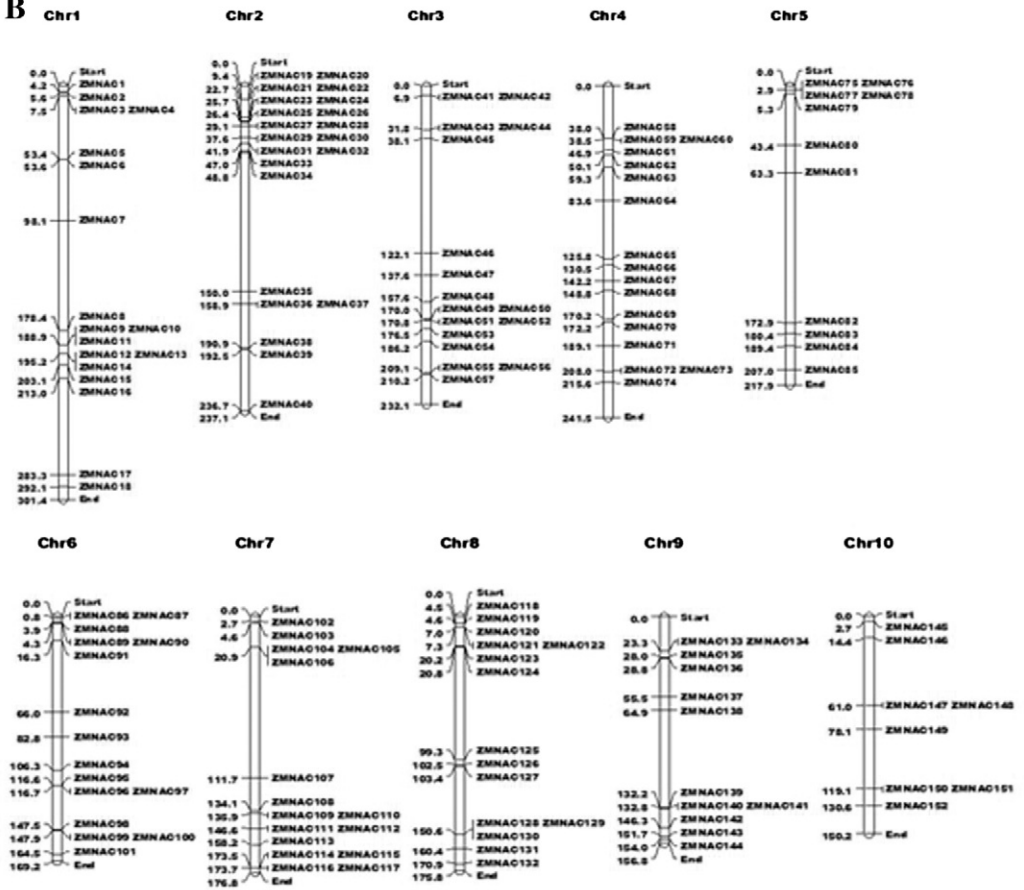 B
Chr1
0.0 Start
4.2 ZMNAC1
5.6 ZMNAC2
7.5 ZMNAC3 ZMNAC4
53.4 ZMNAC5
53.6 ZMNAC6
98.1 ZMNAC7
178.4 ZMNAC8
ZMNAC9 ZMNAC10
188.9 ZMNAC11
ZMNAC12 ZMNAC13
195.2 ZMNAC14
203.1 ZMNAC15
213.0 ZMNAC16
283.3 ZMNAC17
292.1 ZMNAC18
301.4 End
Chr2
0.0 Start
9.4 ZMNAC19 ZMNAC20
22.7 ZMNAC21 ZMNAC22
25.7 ZMNAC23 ZMNAC24
26.4 ZMNAC25 ZMNAC26
29.1 ZMNAC27 ZMNAC28
37.6 ZMNAC29 ZMNAC30
41.9 ZMNAC31 ZMNAC32
47.0 ZMNAC33
48.8 ZMNAC34
150.0 ZMNAC35
158.9 ZMNAC36 ZMNAC37
190.9 ZMNAC38
192.5 ZMNAC39
236.7 ZMNAC40
237.1 End
Chr3
0.0 Start
6.9 ZMNAC41 ZMNAC42
31.8 ZMNAC43 ZMNAC44
38.1 ZMNAC45
122.1 ZMNAC46
137.6 ZMNAC47
157.6 ZMNAC48
170.0 ZMNAC49 ZMNAC50
170.8 ZMNAC51 ZMNAC52
176.5 ZMNAC53
186.2 ZMNAC54
209.1 ZMNAC55 ZMNAC56
210.2 ZMNAC57
232.1 End
Chr4
0.0 Start
38.0 ZMNAC58
38.5 ZMNAC59 ZMNAC60
46.9 ZMNAC61
50.1 ZMNAC62
59.3 ZMNAC63
83.6 ZMNAC64
125.8 ZMNAC65
130.5 ZMNAC66
142.2 ZMNAC67
148.8 ZMNAC68
170.2 ZMNAC69
172.2 ZMNAC70
189.1 ZMNAC71
208.0 ZMNAC72 ZMNAC73
215.6 ZMNAC74
241.5 End
Chr5
0.0 Start
ZMNAC75 ZMNAC76
2.9 ZMNAC77 ZMNAC78
5.3 ZMNAC79
43.4 ZMNAC80
63.3 ZMNAC81
172.9 ZMNAC82
180.4 ZMNAC83
189.4 ZMNAC84
207.0 ZMNAC85
217.9 End
Chr6
0.0 Start
0.8 ZMNAC86 ZMNAC87
3.9 ZMNAC88
4.3 ZMNAC89 ZMNAC90
16.3 ZMNAC91
66.0 ZMNAC92
82.8 ZMNAC93
106.3 ZMNAC94
116.6 ZMNAC95
116.7 ZMNAC96 ZMNAC97
147.5 ZMNAC98
147.9 ZMNAC99 ZMNAC100
164.5 ZMNAC101
169.2 End
Chr7
0.0 Start
2.7 ZMNAC102
4.6 ZMNAC103
ZMNAC104 ZMNAC105
20.9 ZMNAC106
111.7 ZMNAC107
134.1 ZMNAC108
135.9 ZMNAC109 ZMNAC110
146.6 ZMNAC111 ZMNAC112
158.2 ZMNAC113
173.5 ZMNAC114 ZMNAC115
173.7 ZMNAC116 ZMNAC117
176.8 End
Chr8
0.0 Start
4.5 ZMNAC118
4.6 ZMNAC119
7.0 ZMNAC120
7.3 ZMNAC121 ZMNAC122
20.2 ZMNAC123
20.8 ZMNAC124
99.3 ZMNAC125
102.5 ZMNAC126
103.4 ZMNAC127
ZMNAC128 ZMNAC129
150.6 ZMNAC130
160.4 ZMNAC131
170.9 ZMNAC132
175.8 End
Chr9
0.0 Start
23.3 ZMNAC133 ZMNAC134
28.0 ZMNAC135
28.8 ZMNAC136
55.5 ZMNAC137
64.9 ZMNAC138
132.2 ZMNAC139
132.8 ZMNAC140 ZMNAC141
146.3 ZMNAC142
151.7 ZMNAC143
154.0 ZMNAC144
156.8 End
Chr10
0.0 Start
2.7 ZMNAC145
14.4 ZMNAC146
61.0 ZMNAC147 ZMNAC148
78.1 ZMNAC149
119.1 ZMNAC150 ZMNAC151
130.6 ZMNAC152
150.2 End